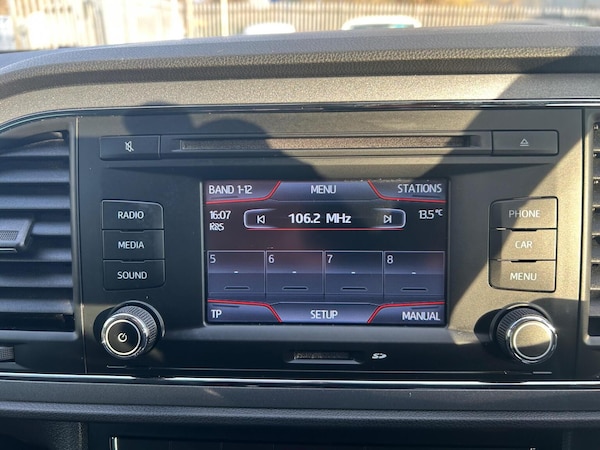 BAND 1-12 MENU STATIONS
RADIO 16:07 106.2 MHz 13.5°C PHONE
RDS
MEDIA CAR
5 6 7 8
SOUND MENU
TP SETUP MANUAL
SD